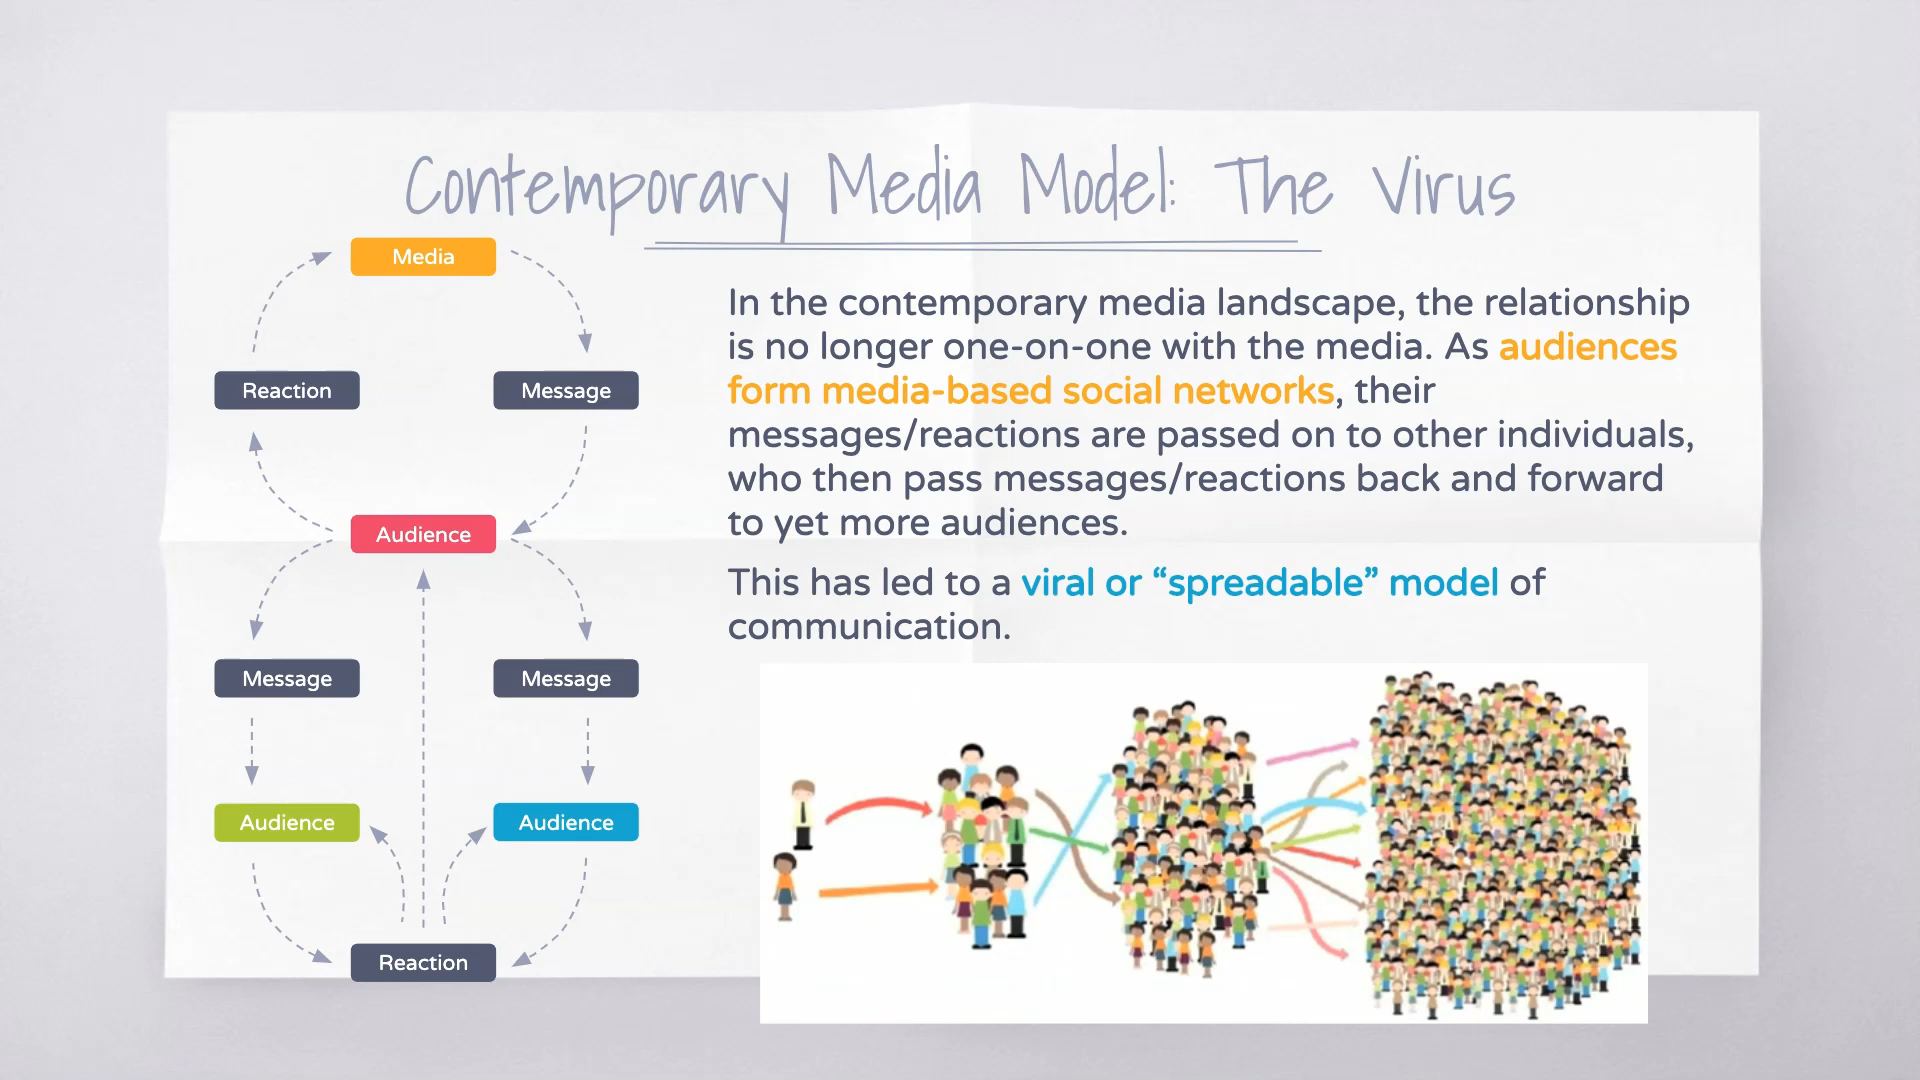 Contemporary Media Model: The Virus
Media
Reaction
Message
Audience
Message
Message
Audience
Audience
Reaction
In the contemporary media landscape, the relationship
is no longer one-on-one with the media. As audiences
form media-based social networks, their
messages/reactions are passed on to other individuals,
who then pass messages/reactions back and forward
to yet more audiences.
This has led to a viral or “spreadable” model of
communication.